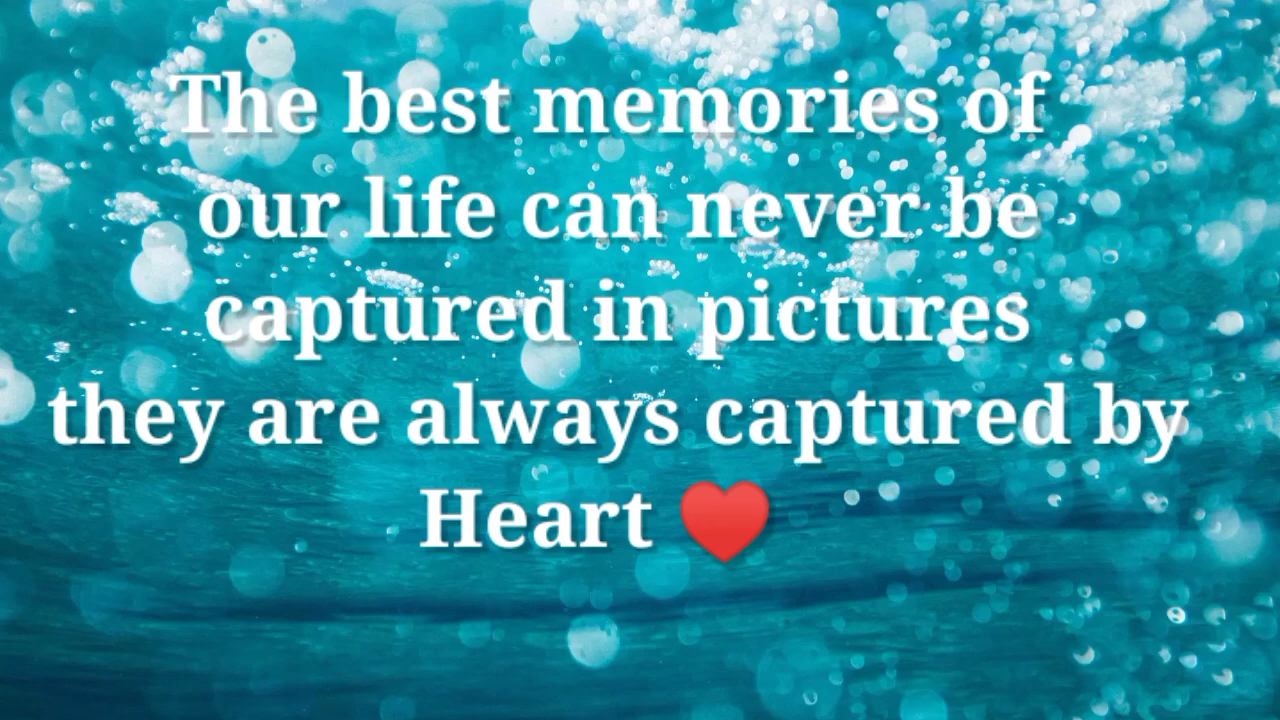 The best memories of
our life can never be
captured in pictures
they are always captured by
Heart ❤️